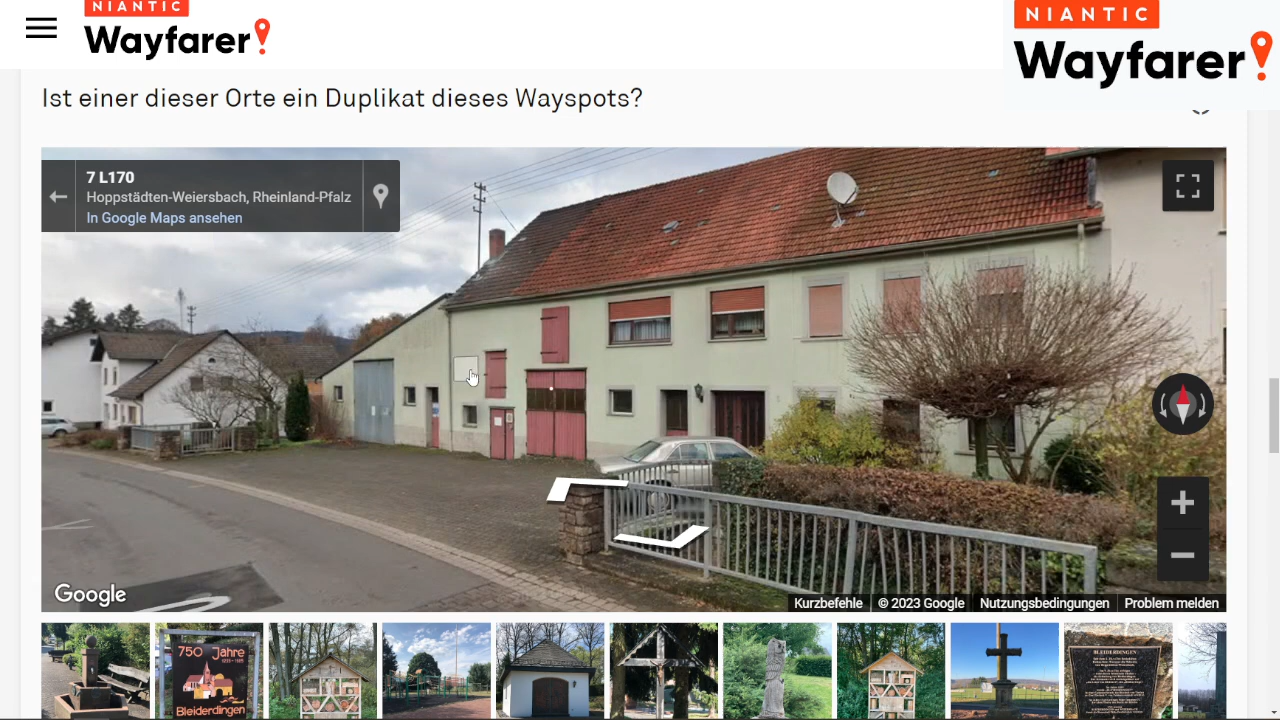 NIANTIC
Wayfarer!
NIANTIC
Wayfarer!
Ist einer dieser Orte ein Duplikat dieses Wayspots?
7 L170
Hoppstädten-Weiersbach, Rheinland-Pfalz
In Google Maps ansehen
Google
Kurzbefehle
© 2023 Google
Nutzungsbedingungen
Problem melden
750 Jahre
Bleiderdingen
BLEIDERDINGEN